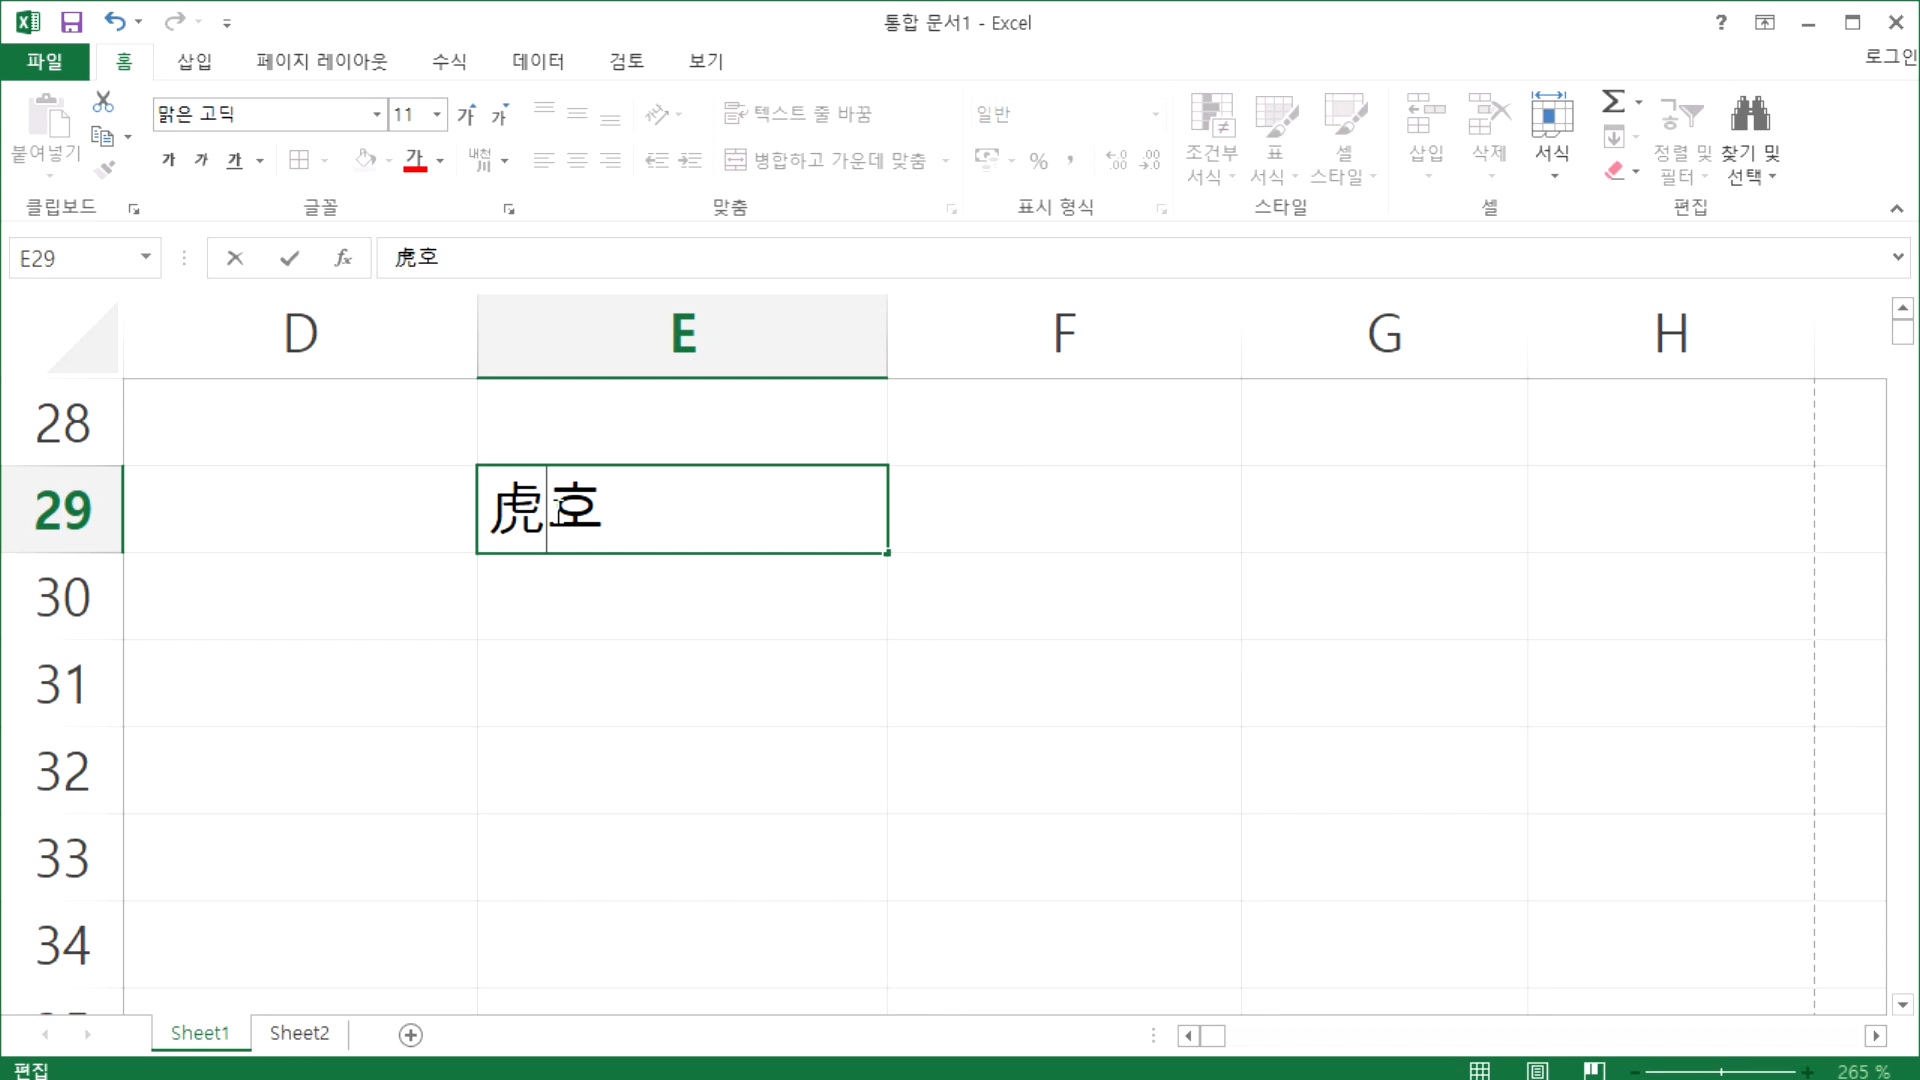 통합 문서1 - Excel
?
로그인
파일 홈 삽입 페이지 레이아웃 수식 데이터 검토 보기
맑은 고딕 11 가 가 텍스트 줄 바꿈 일반
붙여넣기 가 가 가 가 내천 川 병합하고 가운데 맞춤 % , 조건부 서식 표 서식 셀 스타일 삽입 삭제 서식 정렬 및 필터 찾기 및 선택
클립보드 글꼴 맞춤 표시 형식 스타일 셀 편집
E29 fx 虎호
D E F G H
28
29 虎호
30
31
32
33
34
Sheet1 Sheet2
편집 265 %